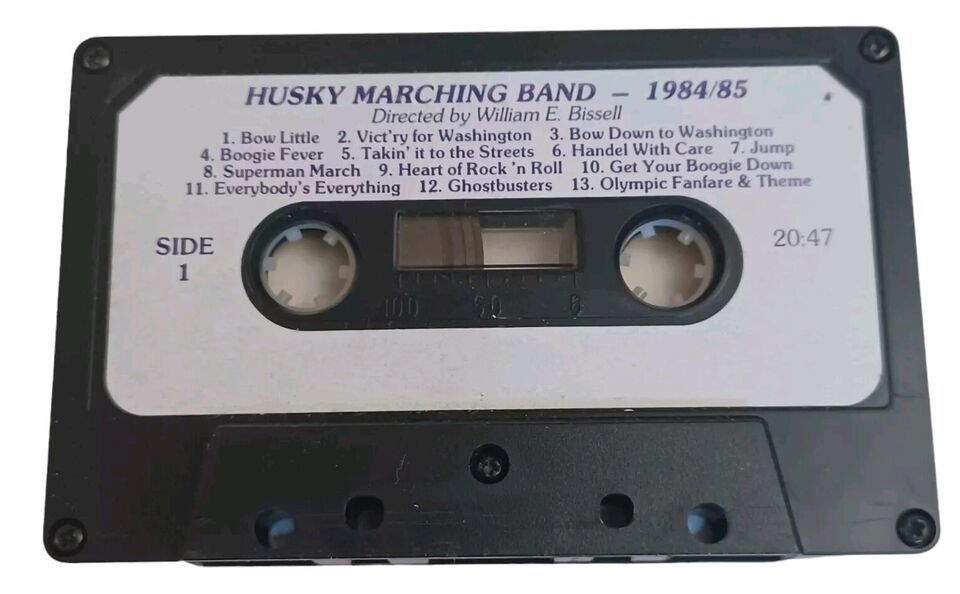 HUSKY MARCHING BAND – 1984/85
Directed by William E. Bissell
1. Bow Little 2. Vict'ry for Washington 3. Bow Down to Washington
4. Boogie Fever 5. Takin' it to the Streets 6. Handel With Care 7. Jump
8. Superman March 9. Heart of Rock 'n Roll 10. Get Your Boogie Down
11. Everybody's Everything 12. Ghostbusters 13. Olympic Fanfare & Theme
SIDE
1
20:47
100 50 0